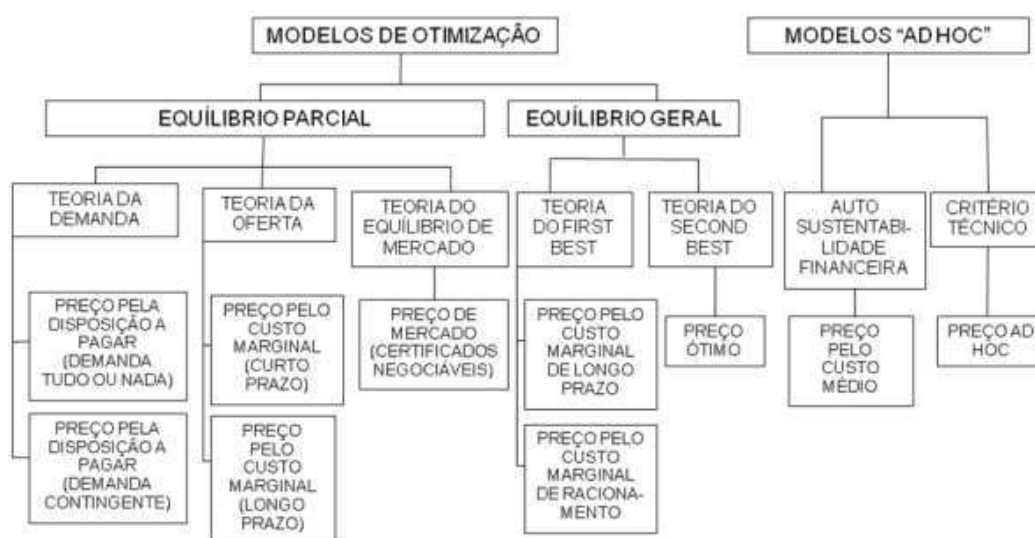 MODELOS DE OTIMIZAÇÃO
MODELOS “AD HOC”
EQUÍLIBRIO PARCIAL
EQUÍLIBRIO GERAL
TEORIA DA
DEMANDA
TEORIA DA
OFERTA
TEORIA DO
EQUÍLIBRIO DE
MERCADO
TEORIA
DO FIRST
BEST
TEORIA DO
SECOND
BEST
AUTO
SUSTENTABI-
LIDADE
FINANCEIRA
CRITÉRIO
TÉCNICO
PREÇO PELA
DISPOSIÇÃO A
PAGAR
(DEMANDA
TUDO OU NADA)
PREÇO PELO
CUSTO
MARGINAL
(CURTO
PRAZO)
PREÇO DE
MERCADO
(CERTIFICADOS
NEGOCIÁVEIS)
PREÇO PELO
CUSTO
MARGINAL
DE LONGO
PRAZO
PREÇO
ÓTIMO
PREÇO
PELO
CUSTO
MÉDIO
PREÇO AD
HOC
PREÇO PELA
DISPOSIÇÃO A
PAGAR
(DEMANDA
CONTINGENTE)
PREÇO
PELO
CUSTO
MARGINAL
(LONGO
PRAZO)
PREÇO PELO
CUSTO
MARGINAL
DE RACIONA-
MENTO